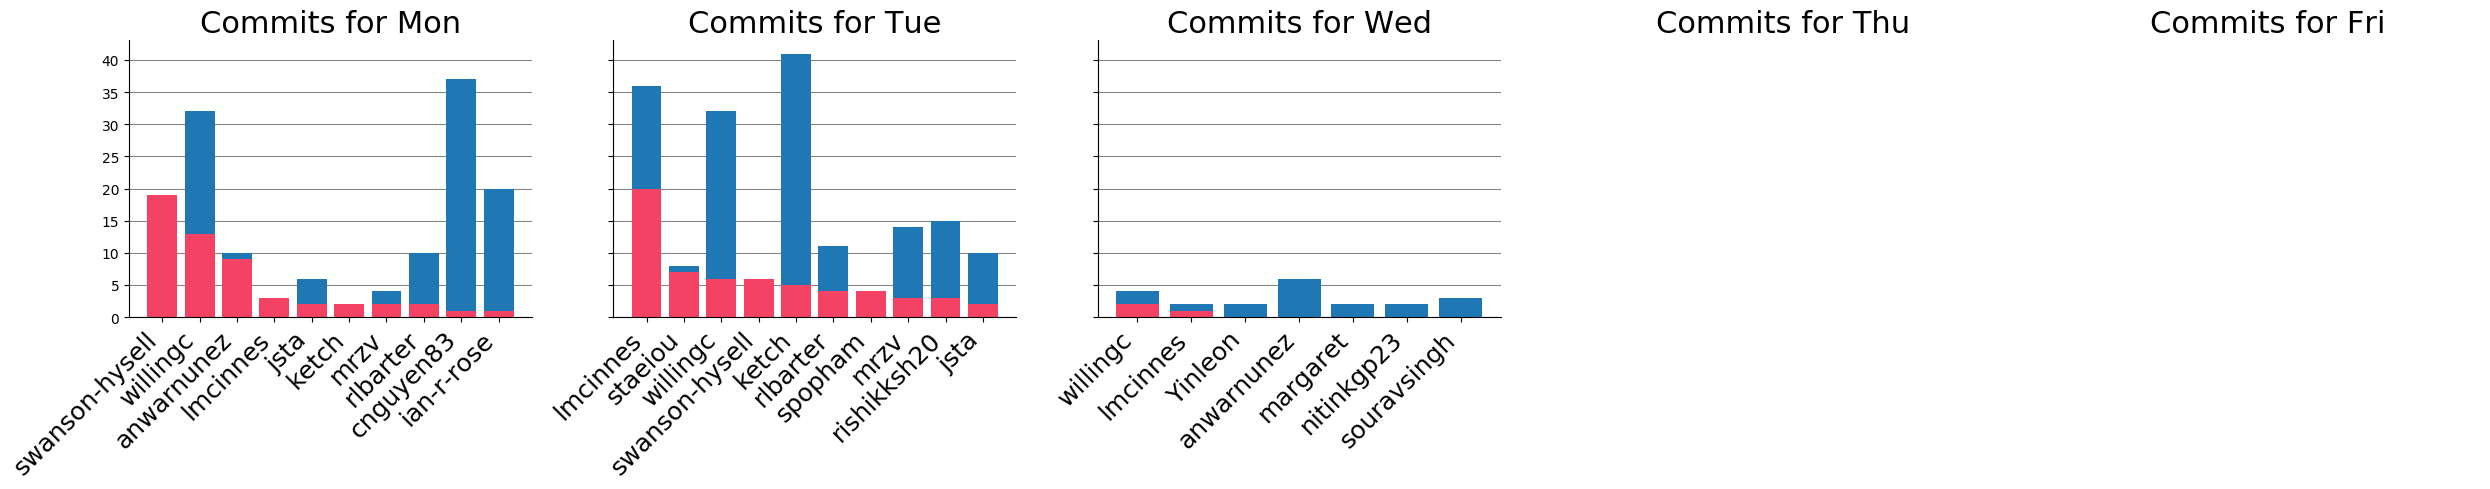 Commits for Mon
Commits for Tue
Commits for Wed
Commits for Thu
Commits for Fri
40
35
30
25
20
15
10
5
0
swanson-hysell
willingc
anwarnunez
lmcinnes
jsta
ketch
mrzv
rlbarter
cnguyen83
ian-r-rose
lmcinnes
staeiou
willingc
swanson-hysell
ketch
rlbarter
spopham
mrzv
rishikksh20
jsta
willingc
lmcinnes
Yinleon
anwarnunez
margaret
nitinkgp23
souravsingh